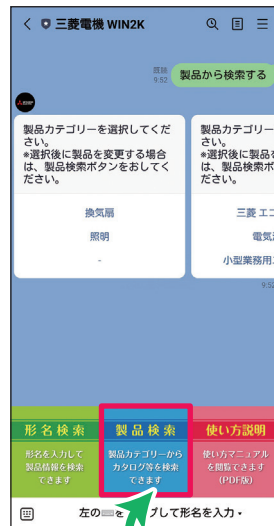 三菱電機 WIN2K
既読
9:52
製品から検索する
製品カテゴリーを選択してくだ
さい。
※選択後に製品を変更する場合
は、製品検索ボタンをおしてく
ださい。
換気扇
照明
-
製品カテゴリー
さい。
※選択後に製品を
は、製品検索ボ
ださい。
三菱 エコ
電気
小型業務用
9:52
形名検索
形名を入力して
製品情報を検索
できます
製品検索
製品カテゴリーから
カタログ等を検索
できます
使い方説明
使い方マニュアル
を閲覧できます
(PDF版)
左の
を
プして形名を入力